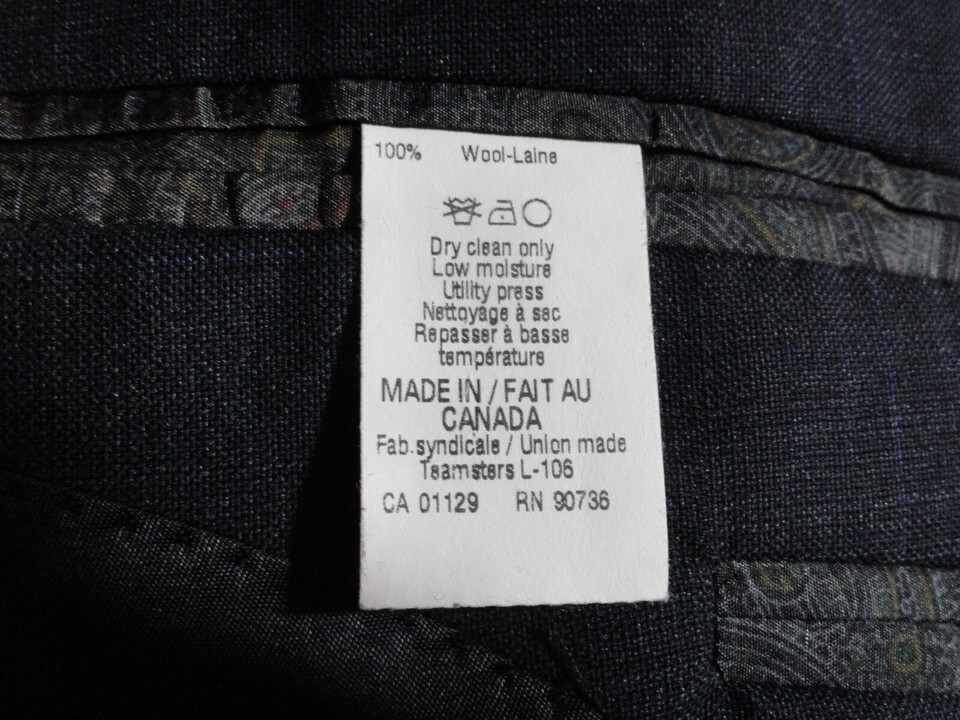 100% Wool-Laine
Dry clean only
Low moisture
Utility press
Nettoyage à sec
Repasser à basse
température
MADE IN / FAIT AU
CANADA
Fab.syndicale / Union made
Teamsters L-106
CA 01129 RN 90736